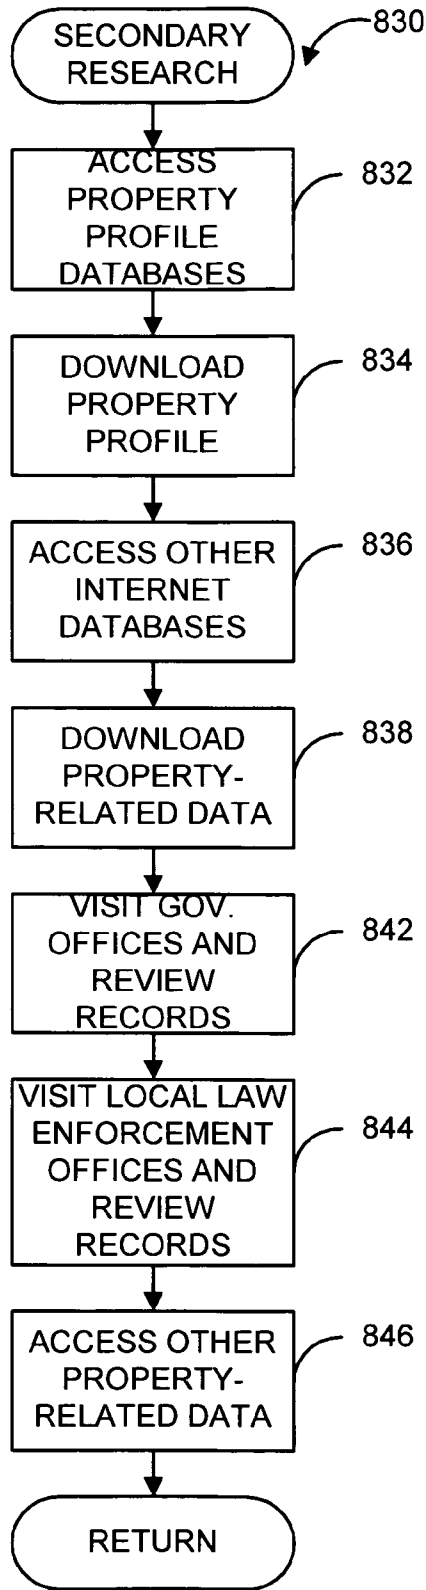 SECONDARY
RESEARCH
830
ACCESS
PROPERTY
PROFILE
DATABASES
832
DOWNLOAD
PROPERTY
PROFILE
834
ACCESS OTHER
INTERNET
DATABASES
836
DOWNLOAD
PROPERTY-
RELATED DATA
838
VISIT GOV.
OFFICES AND
REVIEW
RECORDS
842
VISIT LOCAL LAW
ENFORCEMENT
OFFICES AND
REVIEW
RECORDS
844
ACCESS OTHER
PROPERTY-
RELATED DATA
846
RETURN